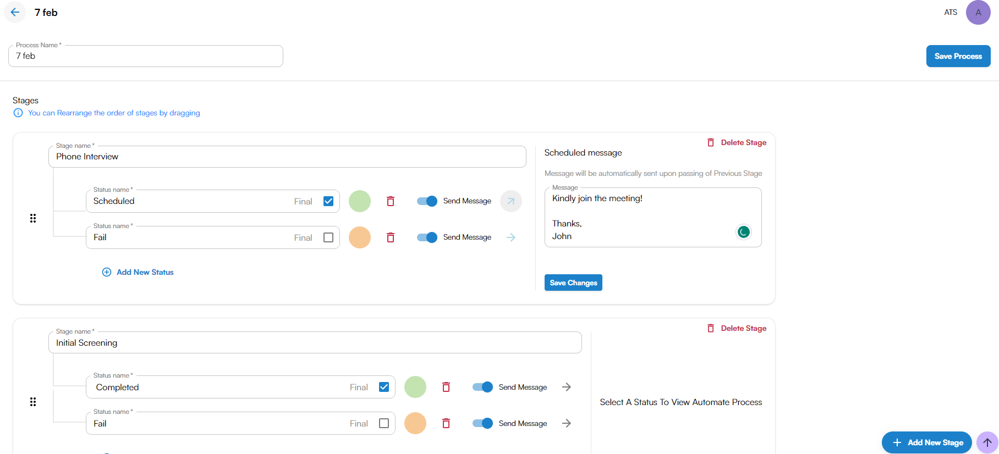 7 feb
ATS
A
Process Name *
7 feb
Save Process
Stages
You can Rearrange the order of stages by dragging
Delete Stage
Stage name *
Phone Interview
Status name *
Scheduled
Final
Send Message
Status name *
Fail
Final
Send Message
Add New Status
Scheduled message
Message will be automatically sent upon passing of Previous Stage
Message
Kindly join the meeting!
Thanks,
John
Save Changes
Delete Stage
Stage name *
Initial Screening
Status name *
Completed
Final
Send Message
Status name *
Fail
Final
Send Message
Select A Status To View Automate Process
Add New Stage